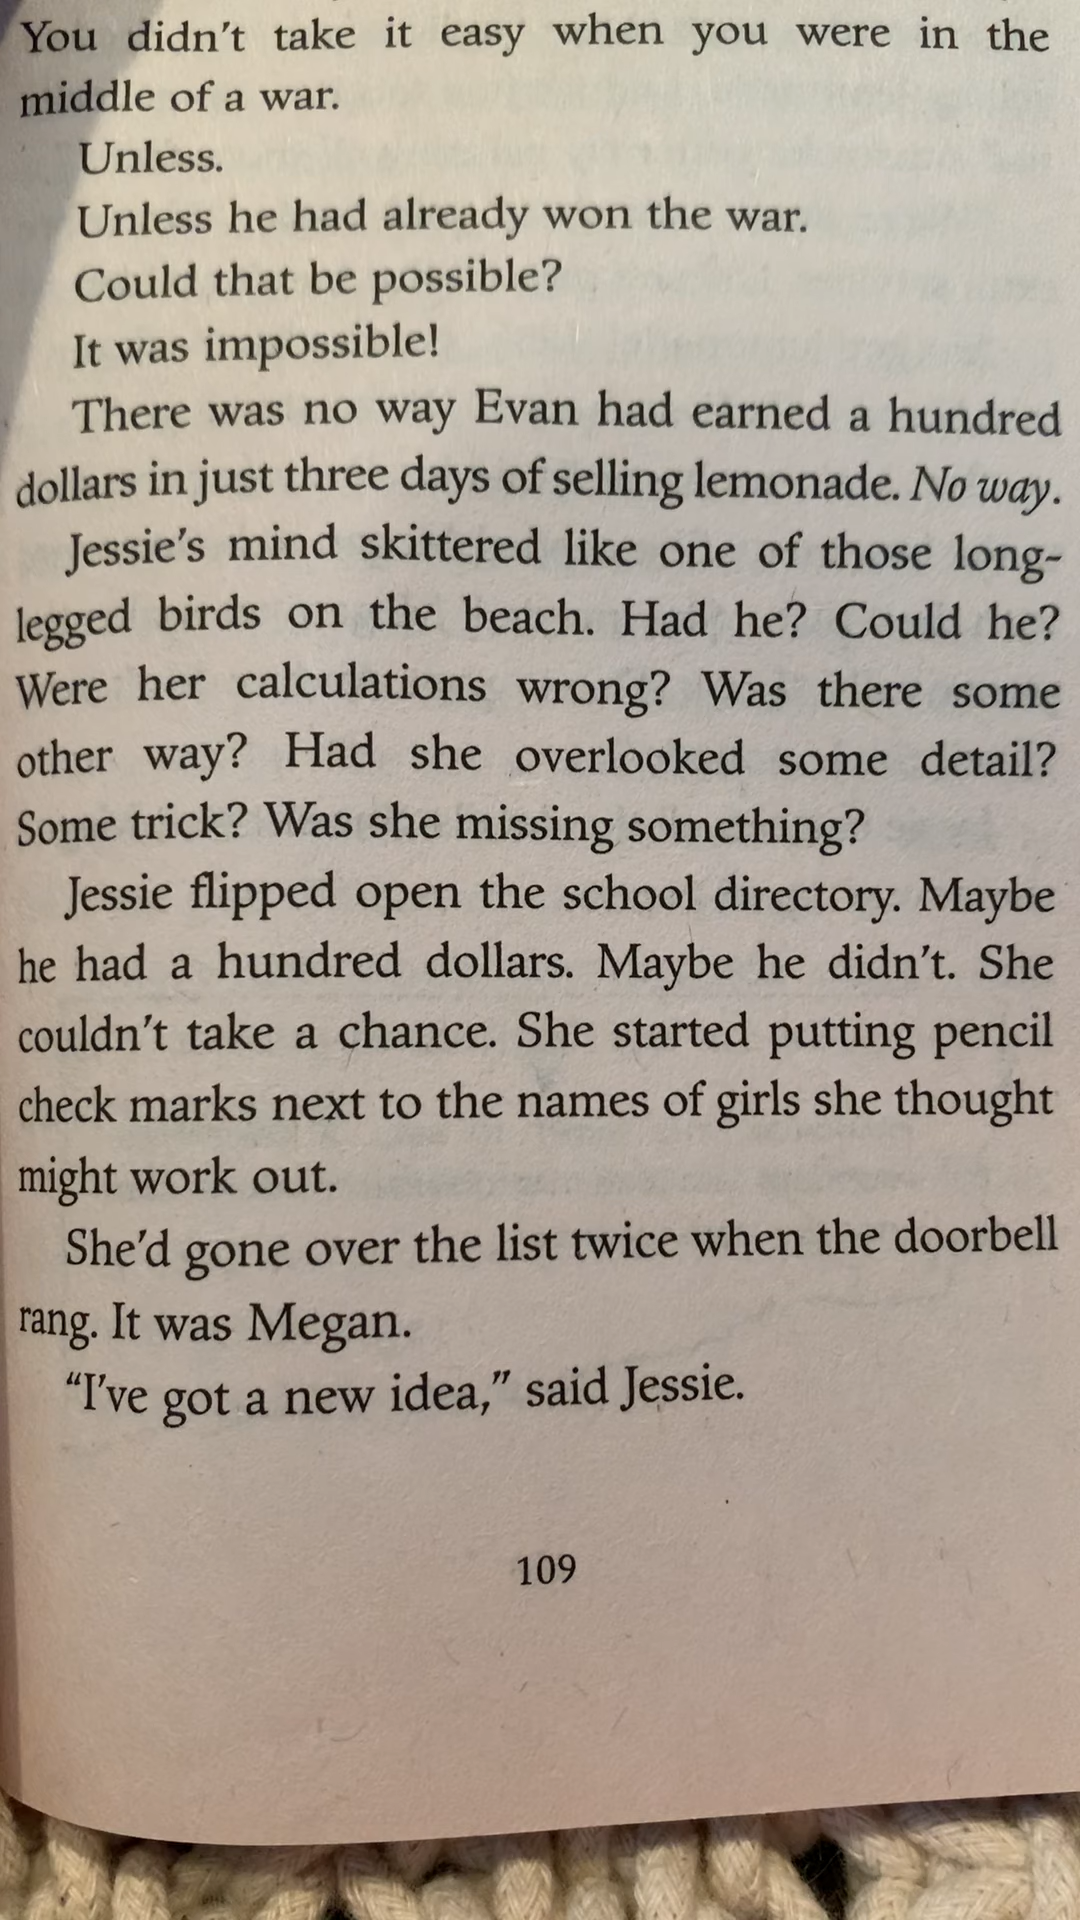 You didn't take it easy when you were in the
middle of a war.
Unless.
Unless he had already won the war.
Could that be possible?
It was impossible!
There was no way Evan had earned a hundred
dollars in just three days of selling lemonade. No way.
Jessie's mind skittered like one of those long-
legged birds on the beach. Had he? Could he?
Were her calculations wrong? Was there some
other way? Had she overlooked some detail?
Some trick? Was she missing something?
Jessie flipped open the school directory. Maybe
he had a hundred dollars. Maybe he didn't. She
couldn't take a chance. She started putting pencil
check marks next to the names of girls she thought
might work out.
She'd gone over the list twice when the doorbell
rang. It was Megan.
“I've got a new idea,” said Jessie.
109